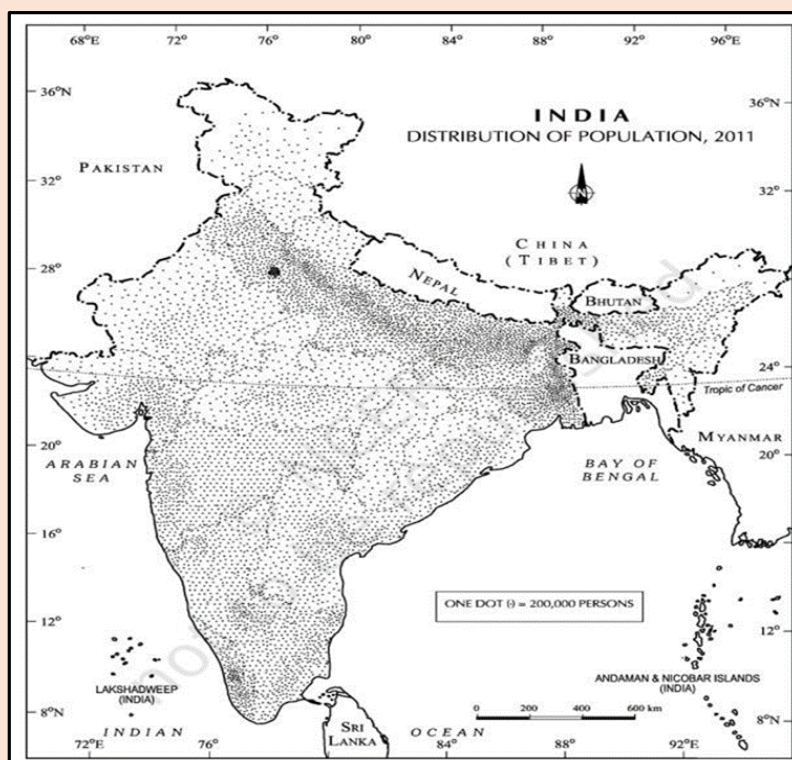 68°E 72° 76° 80° 84° 88° 92° 96°E
36°N
36°N
INDIA
DISTRIBUTION OF POPULATION, 2011
PAKISTAN
N
32°
32°
CHINA
(TIBET)
28°
NEPAL
BHUTAN
BANGLADESH
24°
Tropic of Cancer
MYANMAR
20°
20°
ARABIAN
SEA
BAY OF
BENGAL
16°
16°
ONE DOT (·) = 200,000 PERSONS
12°
12°
LAKSHADWEEP
(INDIA)
ANDAMAN & NICOBAR ISLANDS
(INDIA)
0 200 400 600 km
8°N
8°N
INDIAN OCEAN
SRI
LANKA
72°E 76° 84° 88° 92°E